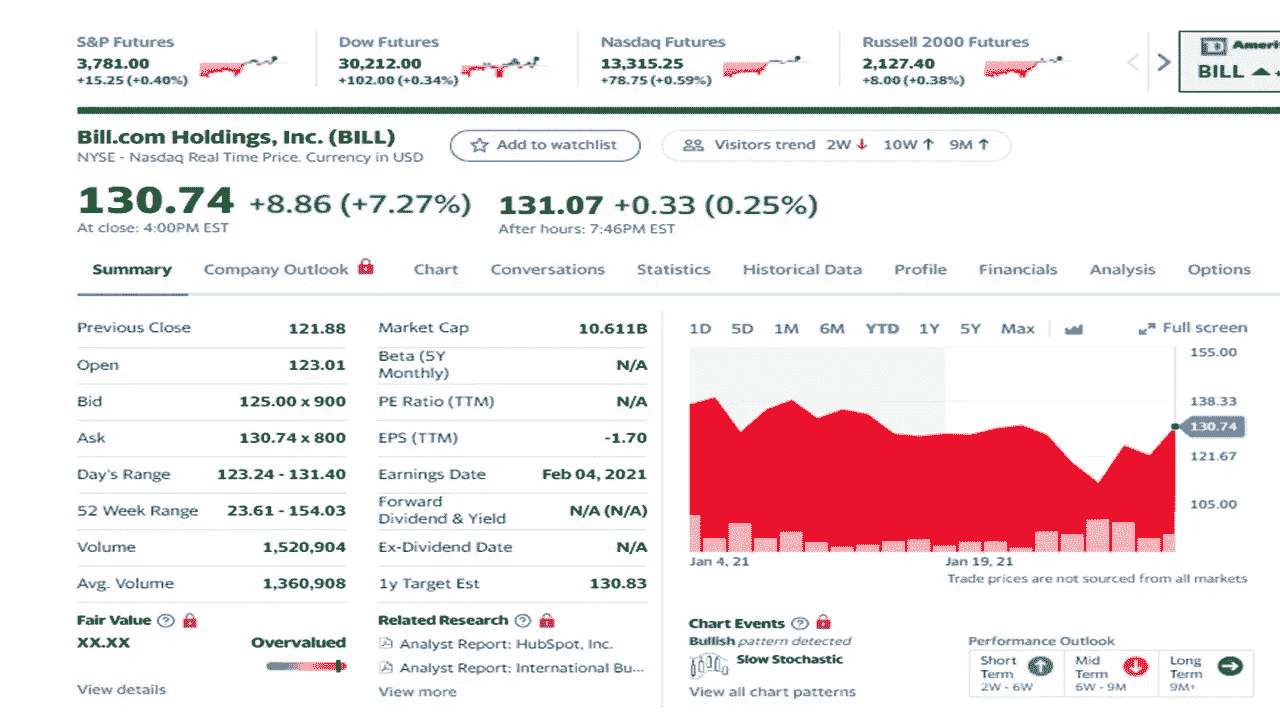 S&P Futures
3,781.00
+15.25 (+0.40%)
Dow Futures
30,212.00
+102.00 (+0.34%)
Nasdaq Futures
13,315.25
+78.75 (+0.59%)
Russell 2000 Futures
2,127.40
+8.00 (+0.38%)
BILL
Bill.com Holdings, Inc. (BILL)
NYSE - Nasdaq Real Time Price. Currency in USD
Add to watchlist
Visitors trend 2W ↓ 10W ↑ 9M ↑
130.74 +8.86 (+7.27%)
At close: 4:00PM EST
131.07 +0.33 (0.25%)
After hours: 7:46PM EST
Summary Company Outlook Chart Conversations Statistics Historical Data Profile Financials Analysis Options
Previous Close 121.88
Open 123.01
Bid 125.00 x 900
Ask 130.74 x 800
Day's Range 123.24 - 131.40
52 Week Range 23.61 - 154.03
Volume 1,520,904
Avg. Volume 1,360,908
Market Cap 10.611B
Beta (5Y
Monthly) N/A
PE Ratio (TTM) N/A
EPS (TTM) -1.70
Earnings Date Feb 04, 2021
Forward
Dividend & Yield N/A (N/A)
Ex-Dividend Date N/A
1y Target Est 130.83
1D 5D 1M 6M YTD 1Y 5Y Max Full screen
155.00
138.33
130.74
121.67
105.00
Jan 4, 21 Jan 19, 21
Trade prices are not sourced from all markets
Fair Value
XX.XX Overvalued
View details
Related Research
Analyst Report: HubSpot, Inc.
Analyst Report: International Bu...
View more
Chart Events
Bullish pattern detected
Slow Stochastic
View all chart patterns
Performance Outlook
Short
Term
2W - 6W
Mid
Term
6W - 9M
Long
Term
9M+